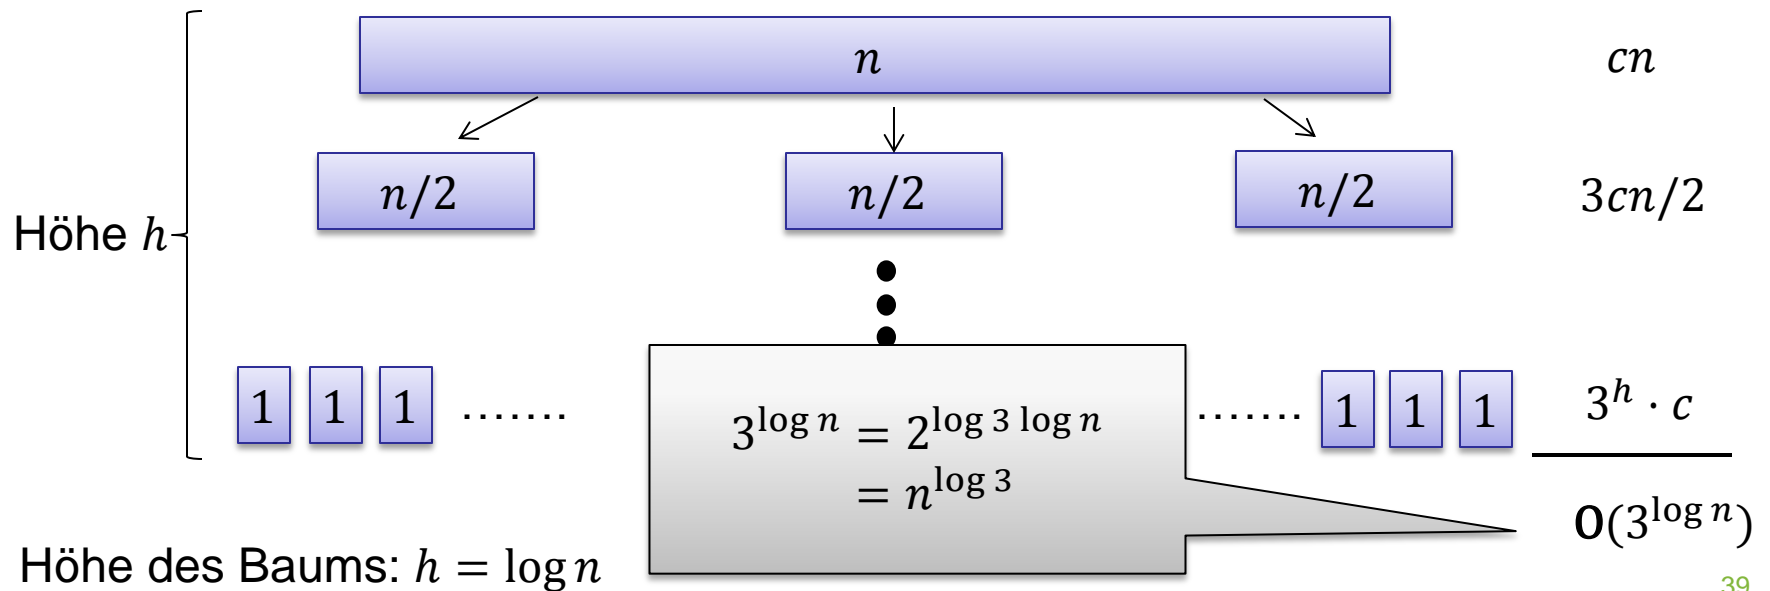 n cn
n/2 n/2 n/2 3cn/2
Höhe h
1 1 1 ....... ....... 1 1 1 3^h · c
3^{log n} = 2^{log 3 log n}
= n^{log 3}
O(3^{log n})
Höhe des Baums: h = log n
39